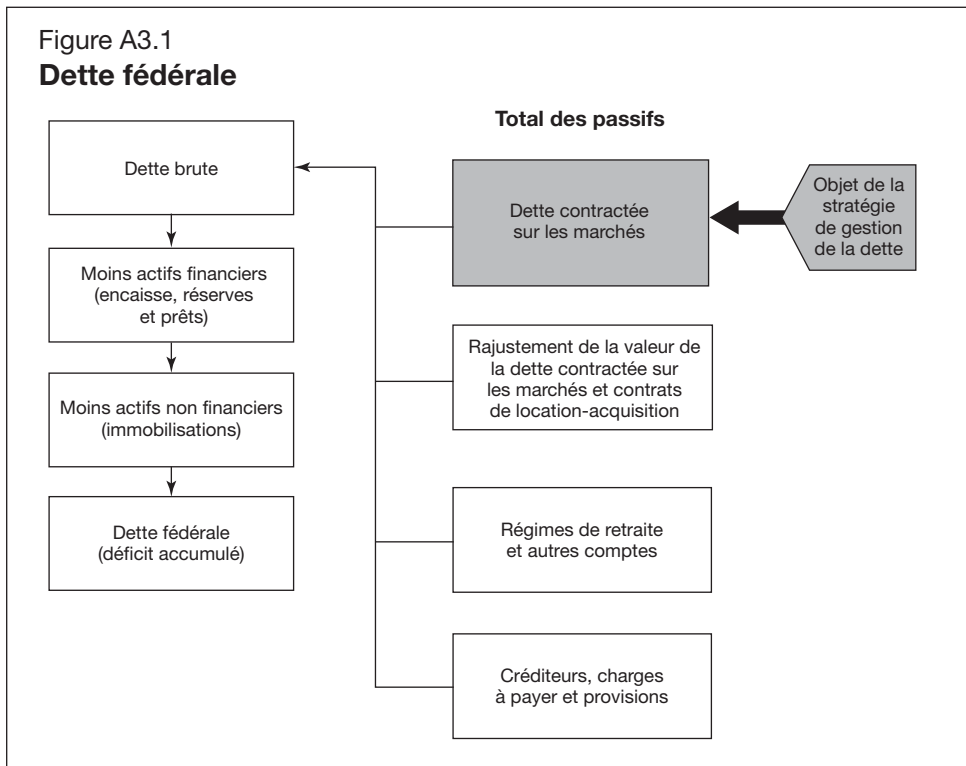 Figure A3.1
Dette fédérale
Dette brute
Moins actifs financiers
(encaisse, réserves
et prêts)
Moins actifs non financiers
(immobilisations)
Dette fédérale
(déficit accumulé)
Total des passifs
Dette contractée
sur les marchés
Objet de la
stratégie
de gestion
de la dette
Rajustement de la valeur de
la dette contractée sur
les marchés et contrats
de location-acquisition
Régimes de retraite
et autres comptes
Créditeurs, charges
à payer et provisions